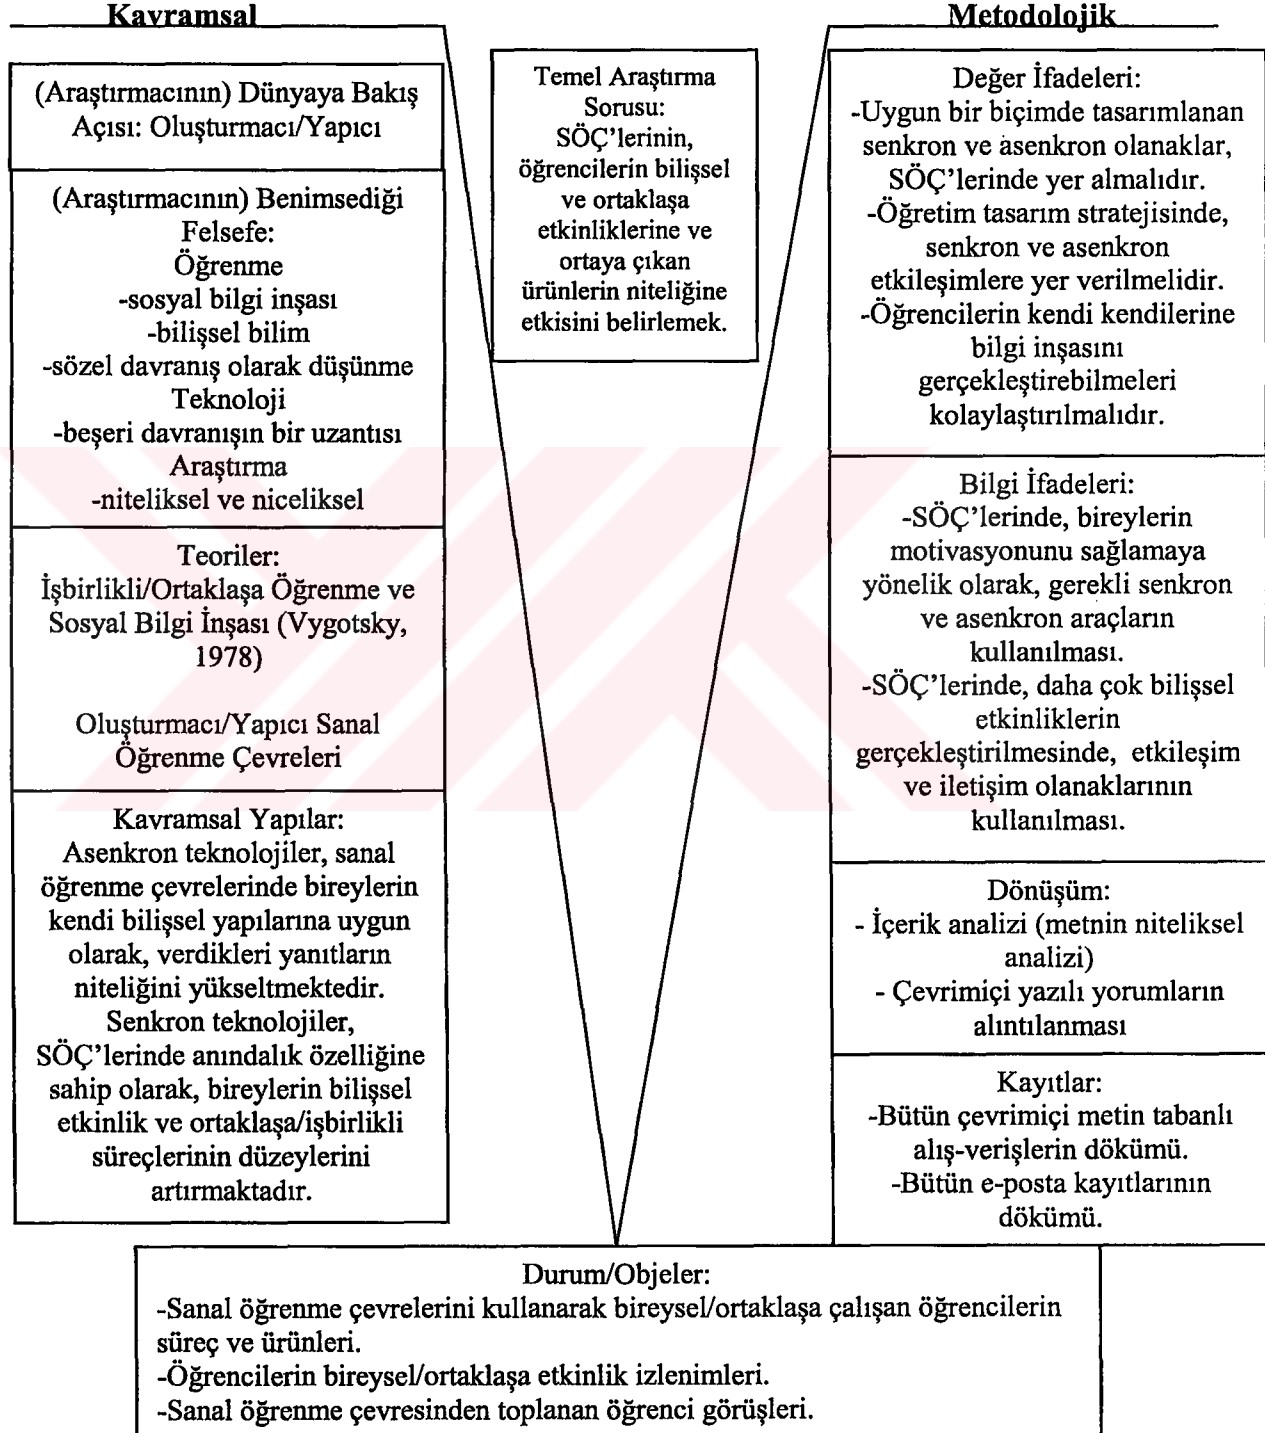 Kavramsal
(Araştırmacının) Dünyaya Bakış
Açısı: Oluşturmacı/Yapıcı
(Araştırmacının) Benimsediği
Felsefe:
Öğrenme
-sosyal bilgi inşası
-bilişsel bilim
-sözel davranış olarak düşünme
Teknoloji
-beşeri davranışın bir uzantısı
Araştırma
-niteliksel ve niceliksel
Teoriler:
İşbirlikli/Ortaklaşa Öğrenme ve
Sosyal Bilgi İnşası (Vygotsky,
1978)
Oluşturmacı/Yapıcı Sanal
Öğrenme Çevreleri
Kavramsal Yapılar:
Asenkron teknolojiler, sanal
öğrenme çevrelerinde bireylerin
kendi bilişsel yapılarına uygun
olarak, verdikleri yanıtların
niteliğini yükseltmektedir.
Senkron teknolojiler,
SÖÇ'lerinde anındalık özelliğine
sahip olarak, bireylerin bilişsel
etkinlik ve ortaklaşa/işbirlikli
süreçlerinin düzeylerini
artırmaktadır.
Temel Araştırma
Sorusu:
SÖÇ'lerinin,
öğrencilerin bilişsel
ve ortaklaşa
etkinliklerine ve
ortaya çıkan
ürünlerin niteliğine
etkisini belirlemek.
Metodolojik
Değer İfadeleri:
-Uygun bir biçimde tasarımlanan
senkron ve asenkron olanaklar,
SÖÇ'lerinde yer almalıdır.
-Öğretim tasarım stratejisinde,
senkron ve asenkron
etkileşimlere yer verilmelidir.
-Öğrencilerin kendi kendilerine
bilgi inşasını
gerçekleştirebilmeleri
kolaylaştırılmalıdır.
Bilgi İfadeleri:
-SÖÇ'lerinde, bireylerin
motivasyonunu sağlamaya
yönelik olarak, gerekli senkron
ve asenkron araçların
kullanılması.
-SÖÇ'lerinde, daha çok bilişsel
etkinliklerin
gerçekleştirilmesinde, etkileşim
ve iletişim olanaklarının
kullanılması.
Dönüşüm:
- İçerik analizi (metnin niteliksel
analizi)
- Çevrimiçi yazılı yorumların
alıntılanması
Kayıtlar:
-Bütün çevrimiçi metin tabanlı
alış-verişlerin dökümü.
-Bütün e-posta kayıtlarının
dökümü.
Durum/Objeler:
-Sanal öğrenme çevrelerini kullanarak bireysel/ortaklaşa çalışan öğrencilerin
süreç ve ürünleri.
-Öğrencilerin bireysel/ortaklaşa etkinlik izlenimleri.
-Sanal öğrenme çevresinden toplanan öğrenci görüşleri.